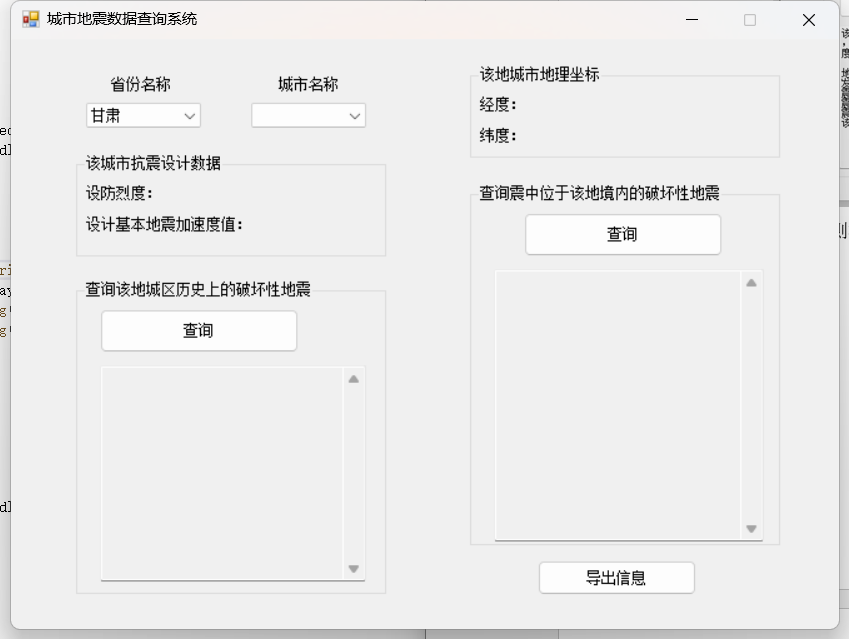 城市地震数据查询系统
省份名称
城市名称
甘肃
该城市抗震设计数据
设防烈度：
设计基本地震加速度值：
查询该地城区历史上的破坏性地震
查询
该地城市地理坐标
经度：
纬度：
查询震中位于该地境内的破坏性地震
查询
导出信息